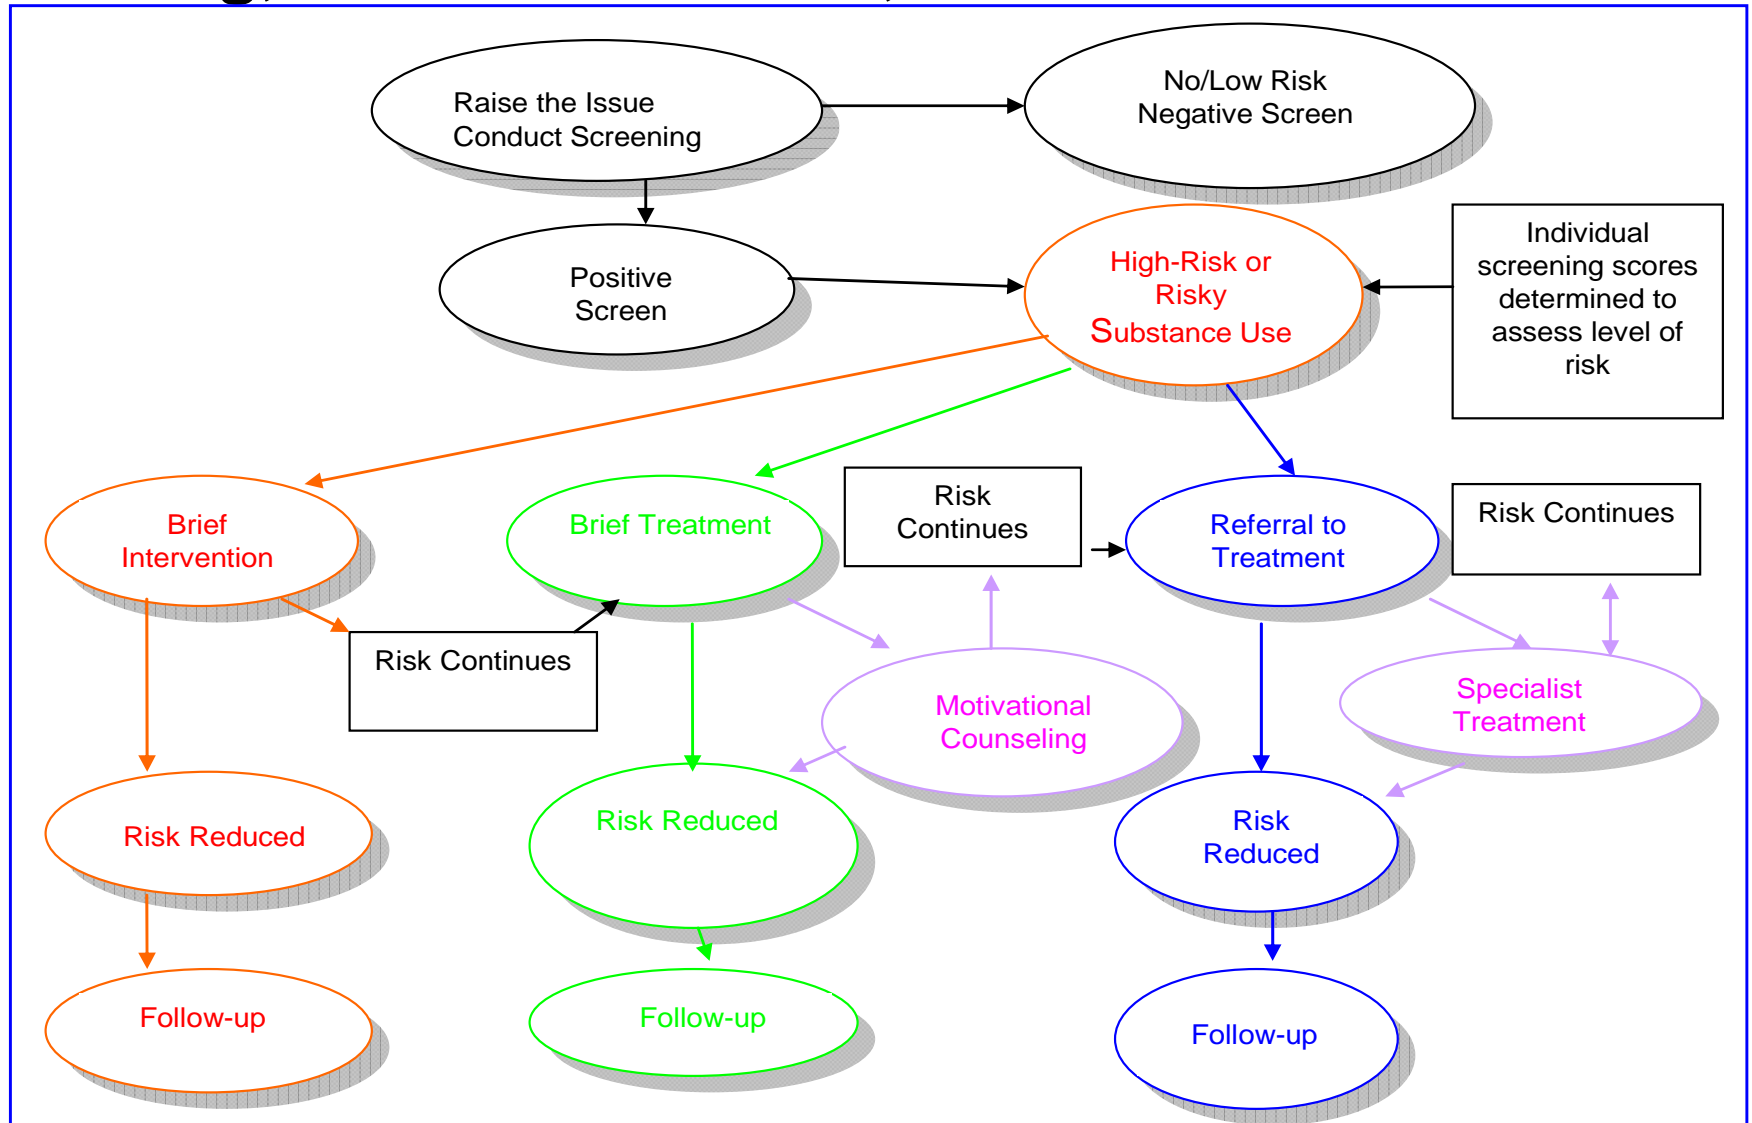 Raise the Issue
Conduct Screening
No/Low Risk
Negative Screen
Positive
Screen
High-Risk or
Risky
Substance Use
Individual
screening scores
determined to
assess level of
risk
Brief
Intervention
Brief Treatment
Risk
Continues
Referral to
Treatment
Risk Continues
Risk Continues
Motivational
Counseling
Specialist
Treatment
Risk Reduced
Risk Reduced
Risk
Reduced
Follow-up
Follow-up
Follow-up